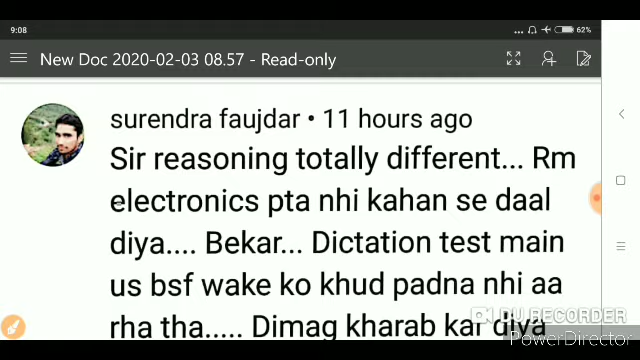 9:08
... 62%
New Doc 2020-02-03 08.57 - Read-only
surendra faujdar • 11 hours ago
Sir reasoning totally different... Rm
electronics pta nhi kahan se daal
diya.... Bekar... Dictation test main
us bsf wake ko khud padna nhi aa
rha tha..... Dimag kharab kar diya
DU RECORDER
PowerDirector